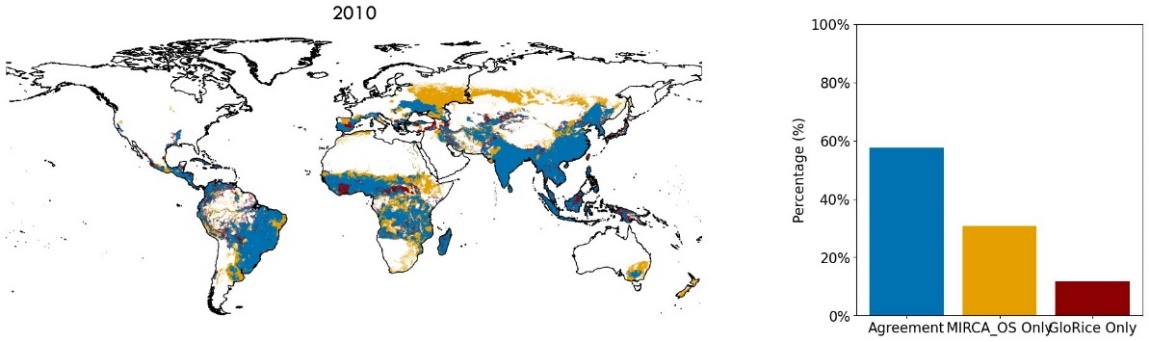 2010
100%
80%
60%
40%
20%
0%
Percentage (%)
Agreement
MIRCA_OS Only
GloRice Only